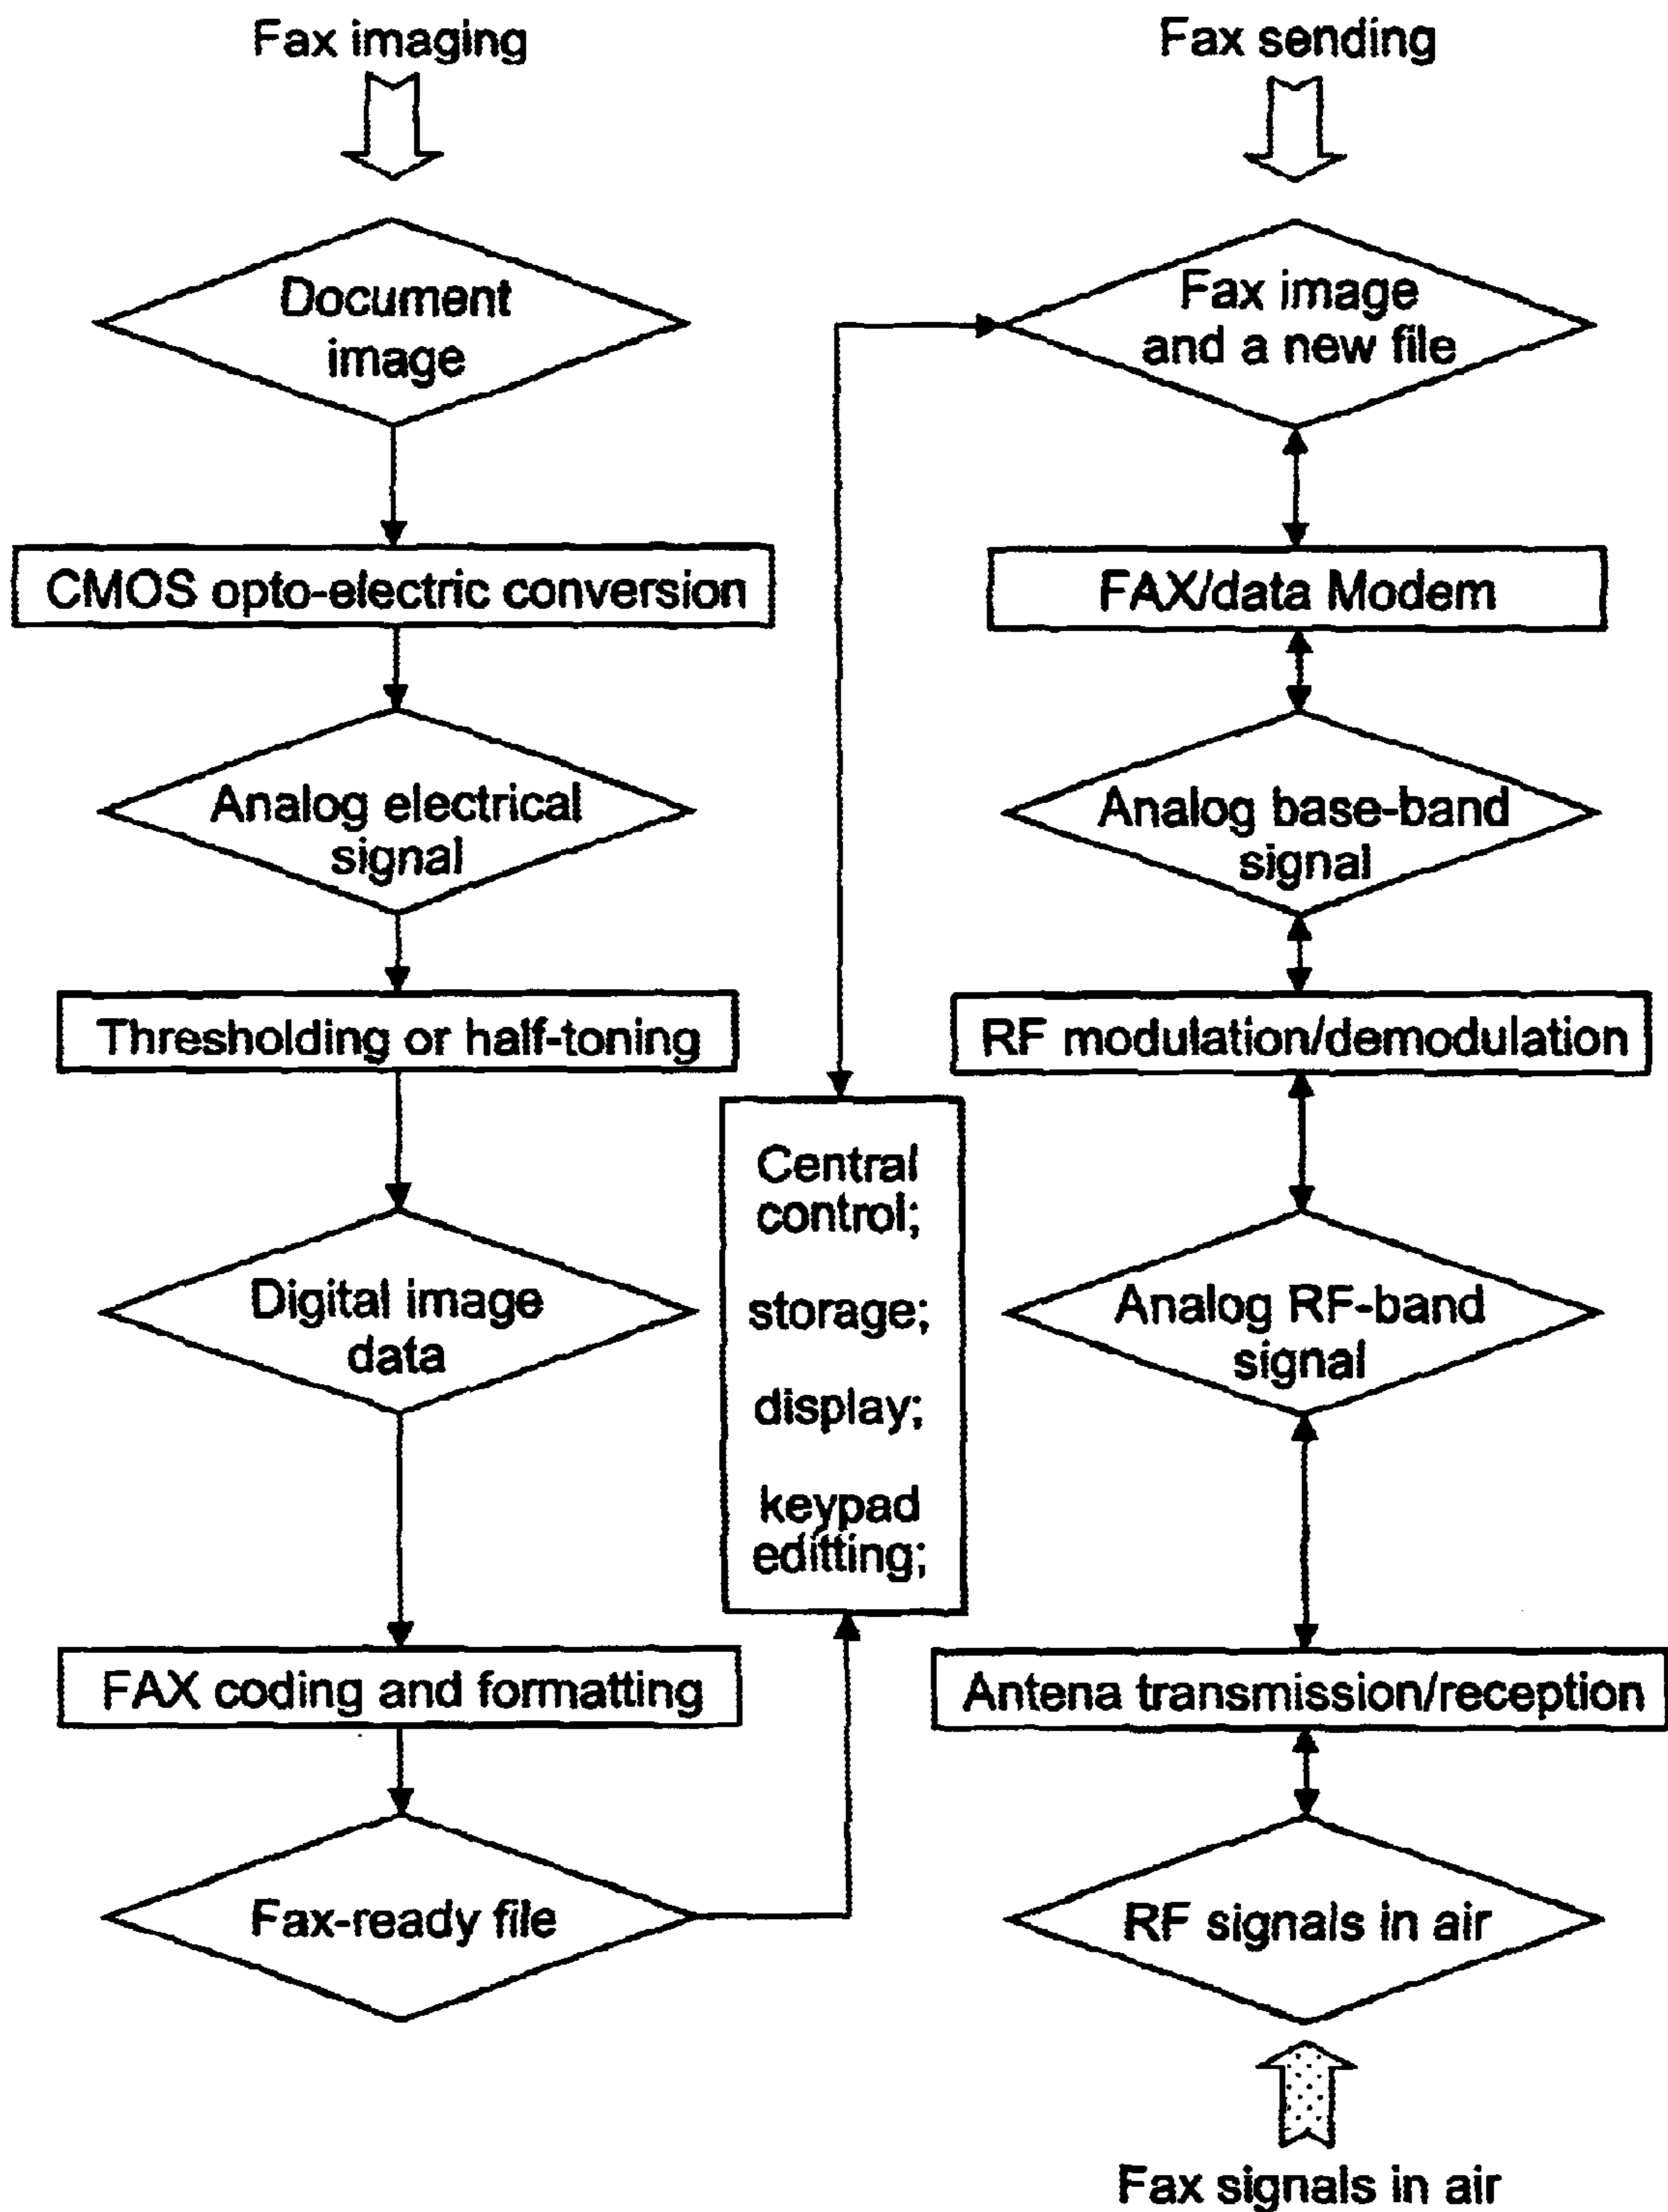 Fax imaging
Document
image
CMOS opto-electric conversion
Analog electrical
signal
Thresholding or half-toning
Digital image
data
FAX coding and formatting
Fax-ready file
Central
control;
storage;
display;
keypad
editting;
Fax sending
Fax image
and a new file
FAX/data Modem
Analog base-band
signal
RF modulation/demodulation
Analog RF-band
signal
Antena transmission/reception
RF signals in air
Fax signals in air